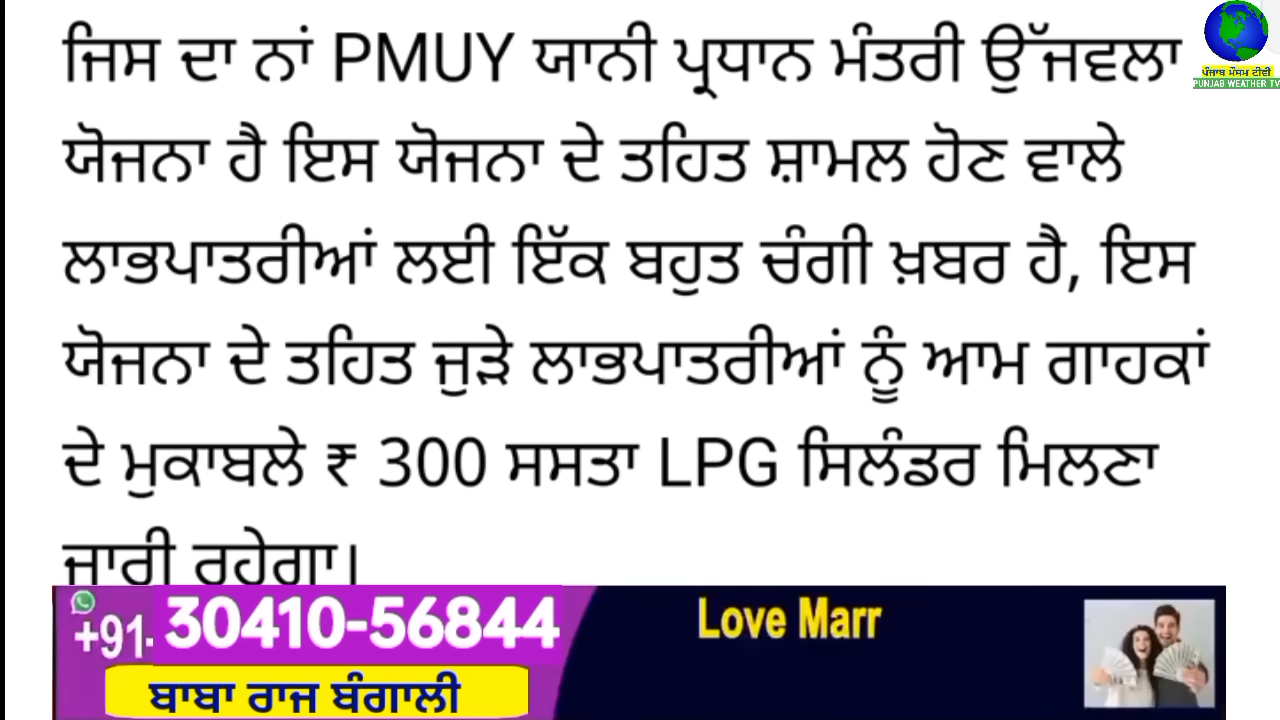 ਜਿਸ ਦਾ ਨਾਂ PMUY ਯਾਨੀ ਪ੍ਰਧਾਨ ਮੰਤਰੀ ਉੱਜਵਲਾ
ਯੋਜਨਾ ਹੈ ਇਸ ਯੋਜਨਾ ਦੇ ਤਹਿਤ ਸ਼ਾਮਲ ਹੋਣ ਵਾਲੇ
ਲਾਭਪਾਤਰੀਆਂ ਲਈ ਇੱਕ ਬਹੁਤ ਚੰਗੀ ਖ਼ਬਰ ਹੈ, ਇਸ
ਯੋਜਨਾ ਦੇ ਤਹਿਤ ਜੁੜੇ ਲਾਭਪਾਤਰੀਆਂ ਨੂੰ ਆਮ ਗਾਹਕਾਂ
ਦੇ ਮੁਕਾਬਲੇ ₹ 300 ਸਸਤਾ LPG ਸਿਲੰਡਰ ਮਿਲਣਾ
ਜਾਰੀ ਰਹੇਗਾ।
ਪੰਜਾਬ ਮੌਸਮ ਟੀਵੀ
PUNJAB WEATHER TV
+91- 30410-56844
ਬਾਬਾ ਰਾਜ ਬੰਗਾਲੀ
Love Marr